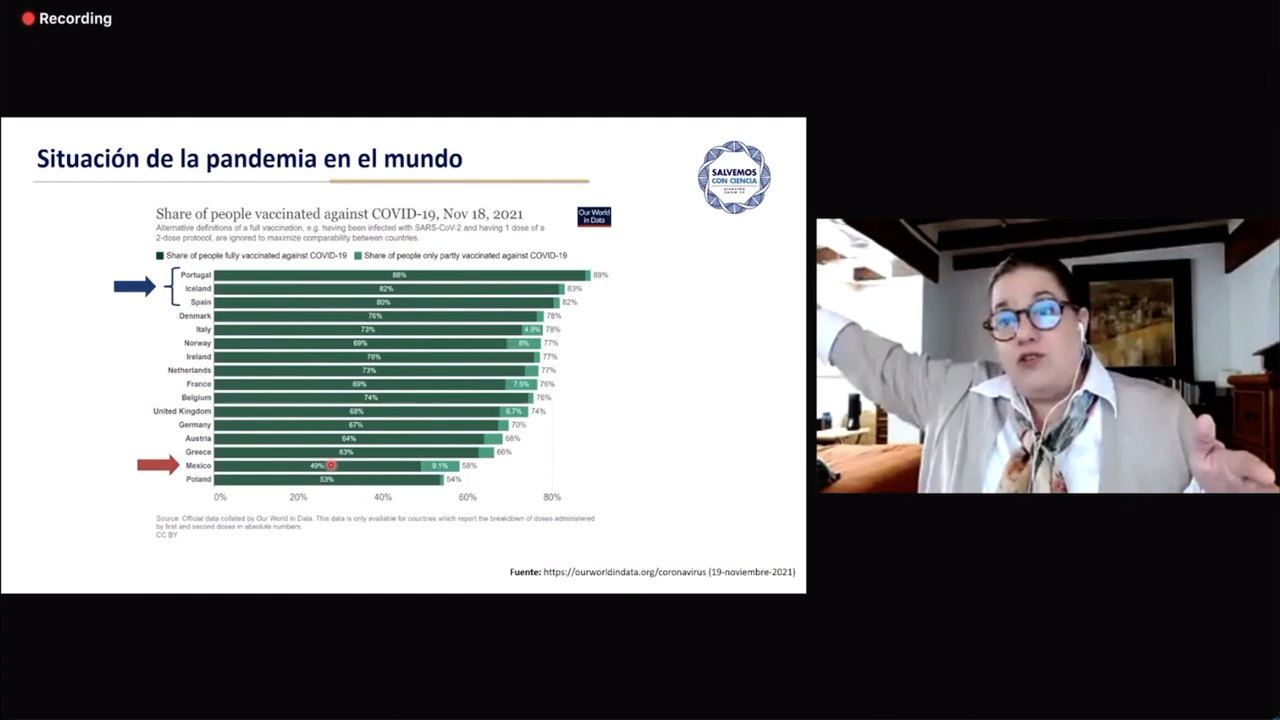 Recording
Situación de la pandemia en el mundo
SALVEMOS
CON CIENCIA
Share of people vaccinated against COVID-19, Nov 18, 2021
Our World
in Data
Alternative definitions of a full vaccination, e.g. having been infected with SARS-CoV-2 and having 1 dose of a
2-dose protocol, are ignored to maximize comparability between countries.
Share of people fully vaccinated against COVID-19 Share of people only partly vaccinated against COVID-19
Portugal 88% 89%
Iceland 82% 83%
Spain 80% 82%
Denmark 76% 78%
Italy 73% 4.9% 78%
Norway 69% 8% 77%
Ireland 76% 77%
Netherlands 73% 77%
France 69% 7.5% 76%
Belgium 74% 76%
United Kingdom 68% 6.7% 74%
Germany 67% 70%
Austria 64% 68%
Greece 63% 66%
Mexico 49% 9.1% 58%
Poland 53% 54%
0% 20% 40% 60% 80%
Source: Official data collated by Our World in Data. This data is only available for countries which report the breakdown of doses administered
by first and second doses in absolute numbers.
CC BY
Fuente: https://ourworldindata.org/coronavirus (19-noviembre-2021)